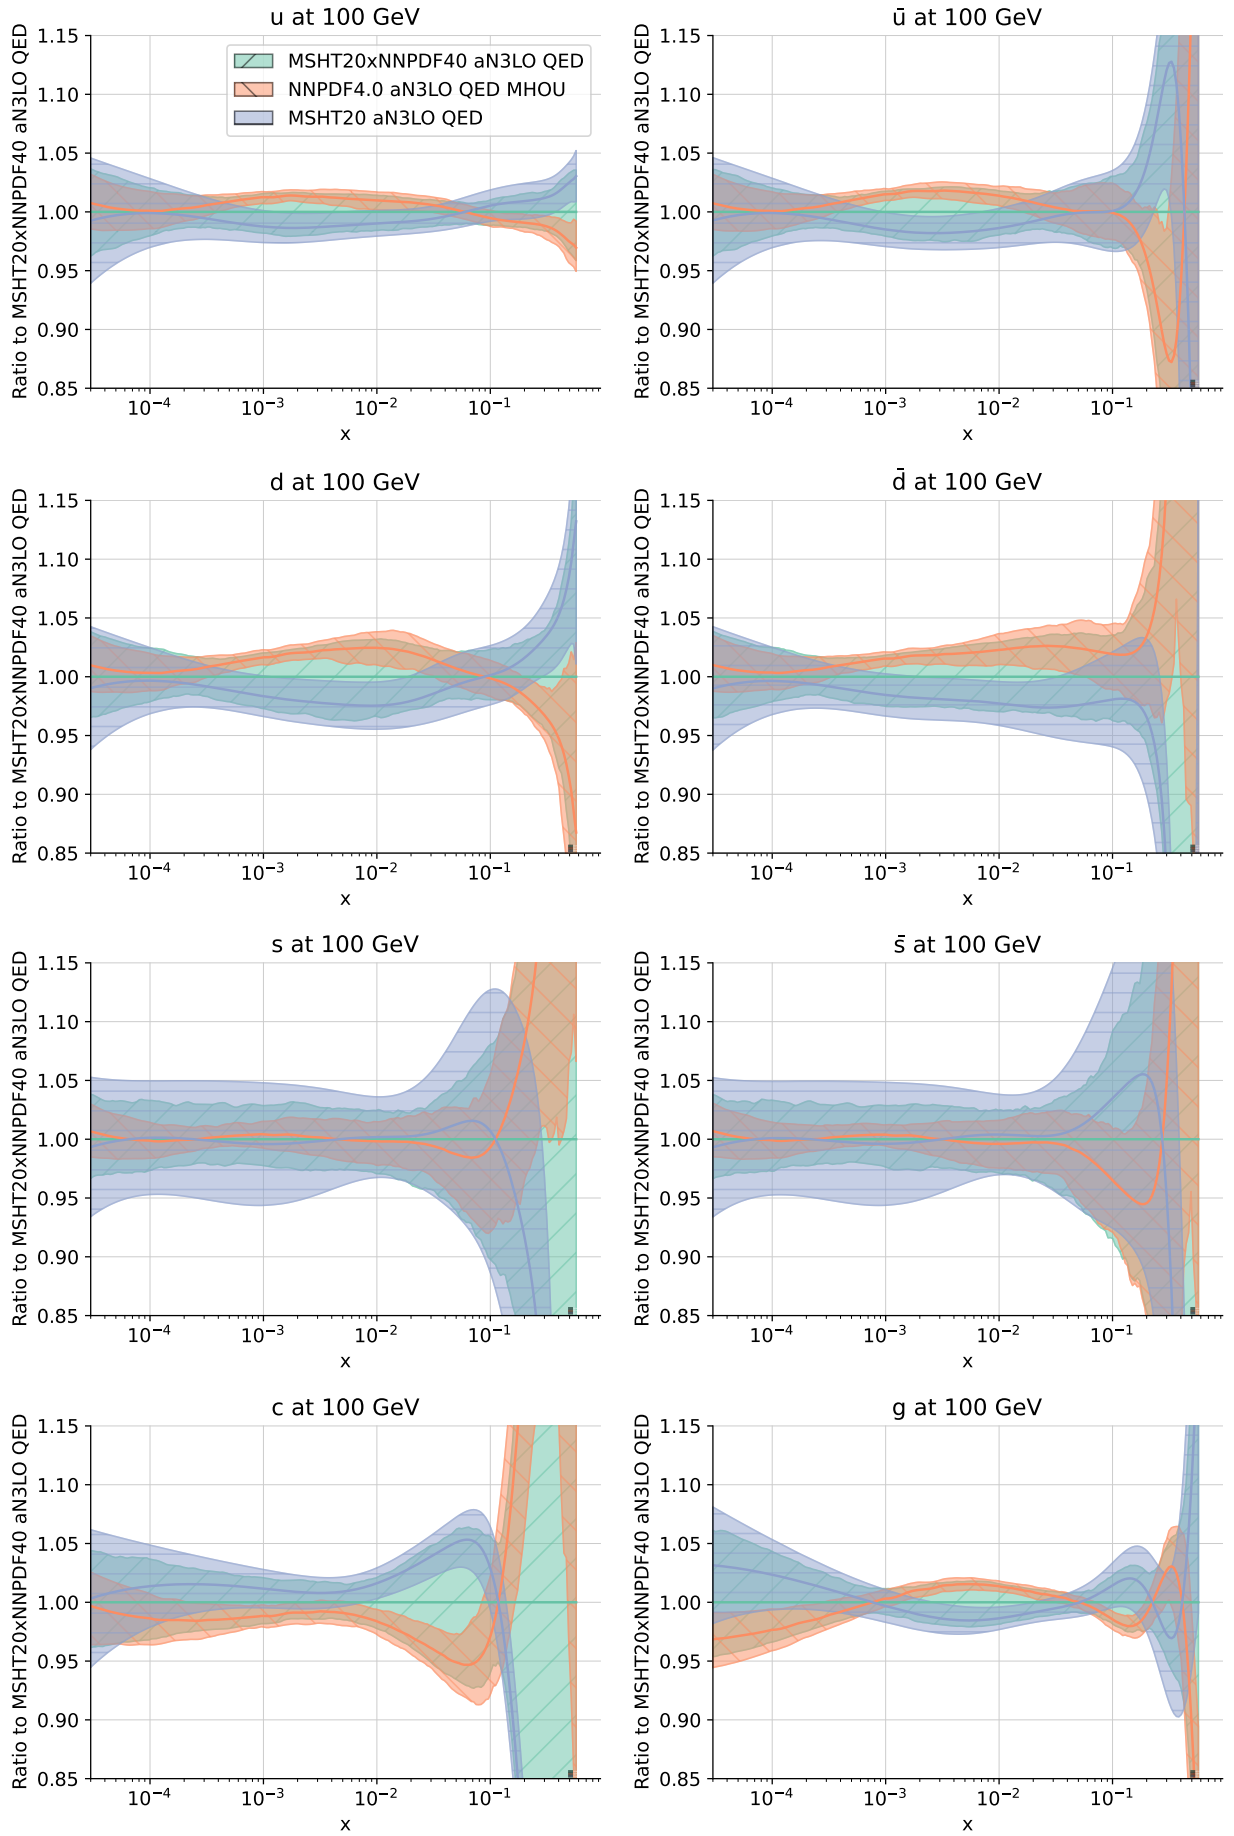 u at 100 GeV
Ratio to MSHT20xNNPDF40 aN3LO QED
1.15
1.10
1.05
1.00
0.95
0.90
0.85
MSHT20xNNPDF40 aN3LO QED
NNPDF4.0 aN3LO QED MHOU
MSHT20 aN3LO QED
10⁻⁴ 10⁻³ 10⁻² 10⁻¹
x
ū at 100 GeV
Ratio to MSHT20xNNPDF40 aN3LO QED
1.15
1.10
1.05
1.00
0.95
0.90
0.85
10⁻⁴ 10⁻³ 10⁻² 10⁻¹
x
d at 100 GeV
Ratio to MSHT20xNNPDF40 aN3LO QED
1.15
1.10
1.05
1.00
0.95
0.90
0.85
10⁻⁴ 10⁻³ 10⁻² 10⁻¹
x
d̄ at 100 GeV
Ratio to MSHT20xNNPDF40 aN3LO QED
1.15
1.10
1.05
1.00
0.95
0.90
0.85
10⁻⁴ 10⁻³ 10⁻² 10⁻¹
x
s at 100 GeV
Ratio to MSHT20xNNPDF40 aN3LO QED
1.15
1.10
1.05
1.00
0.95
0.90
0.85
10⁻⁴ 10⁻³ 10⁻² 10⁻¹
x
s̄ at 100 GeV
Ratio to MSHT20xNNPDF40 aN3LO QED
1.15
1.10
1.05
1.00
0.95
0.90
0.85
10⁻⁴ 10⁻³ 10⁻² 10⁻¹
x
c at 100 GeV
Ratio to MSHT20xNNPDF40 aN3LO QED
1.15
1.10
1.05
1.00
0.95
0.90
0.85
10⁻⁴ 10⁻³ 10⁻² 10⁻¹
x
g at 100 GeV
Ratio to MSHT20xNNPDF40 aN3LO QED
1.15
1.10
1.05
1.00
0.95
0.90
0.85
10⁻⁴ 10⁻³ 10⁻² 10⁻¹
x